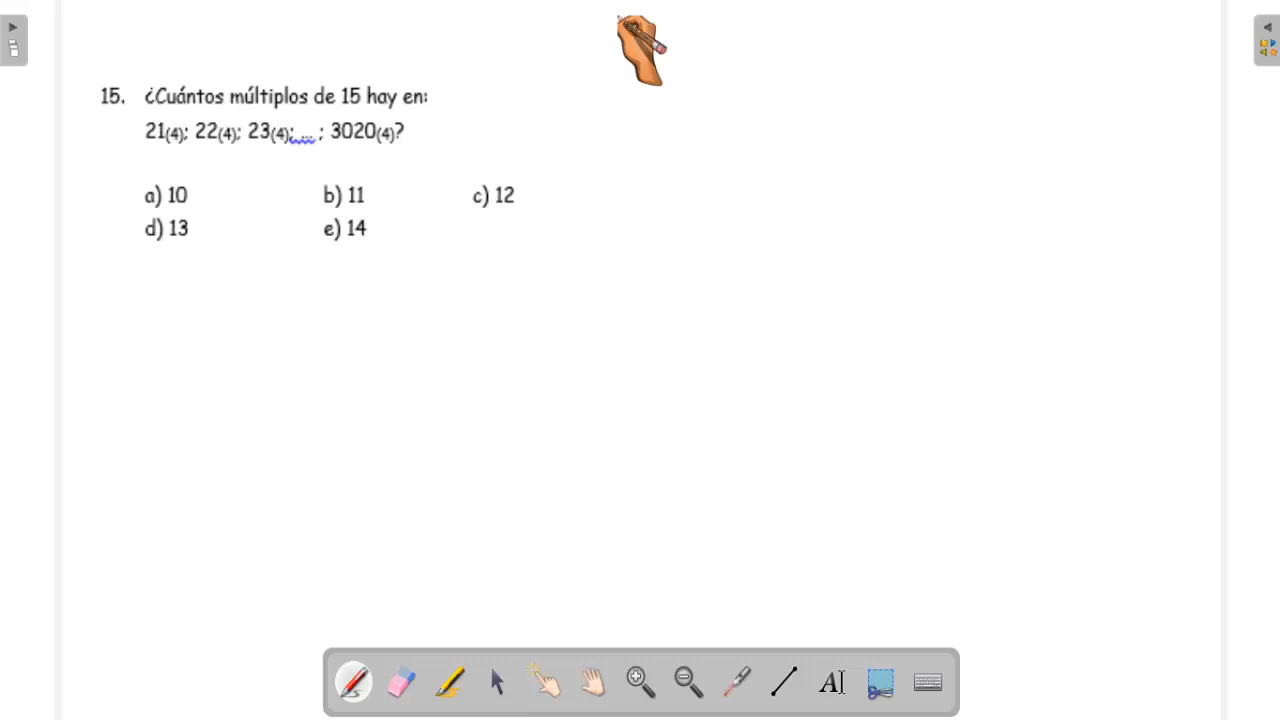 15. ¿Cuántos múltiplos de 15 hay en:
21(4); 22(4); 23(4); ... ; 3020(4)?
a) 10 b) 11 c) 12
d) 13 e) 14